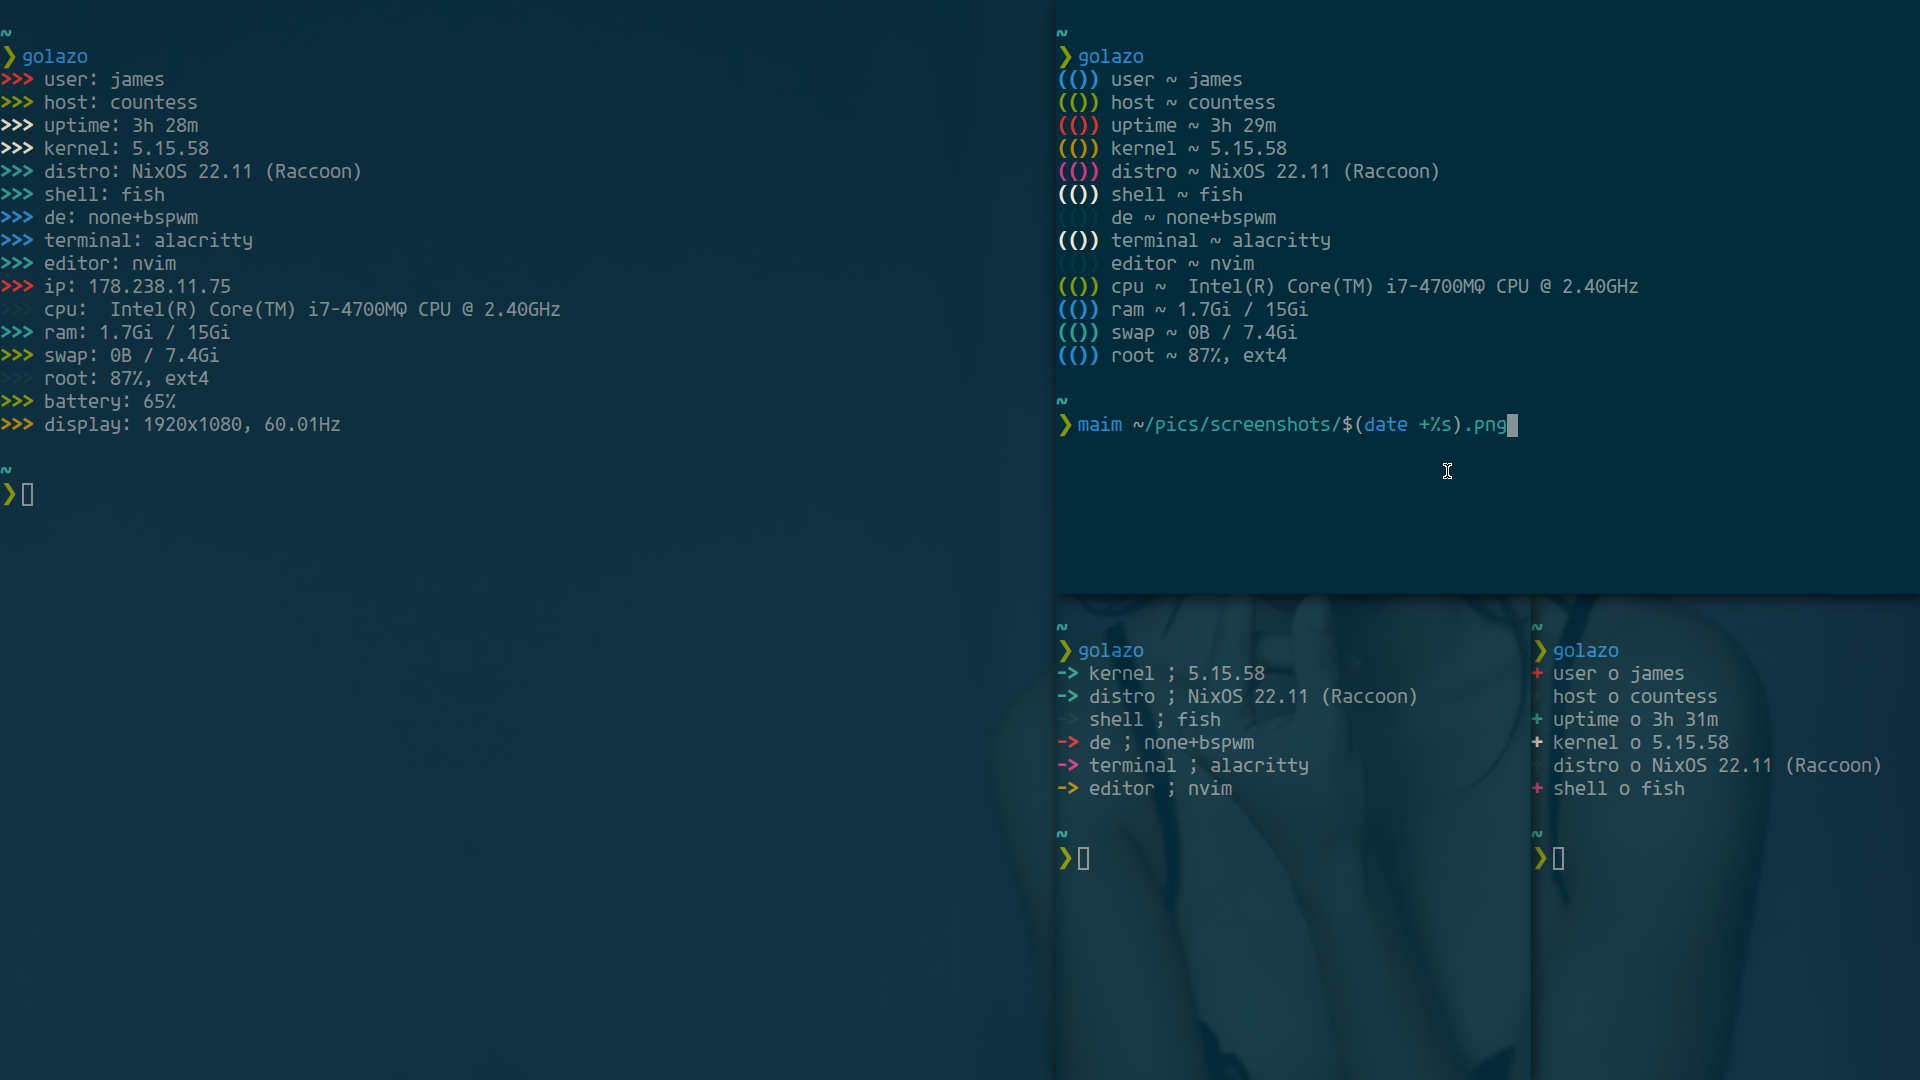 ~
❯ golazo
>>> user: james
>>> host: countess
>>> uptime: 3h 28m
>>> kernel: 5.15.58
>>> distro: NixOS 22.11 (Raccoon)
>>> shell: fish
>>> de: none+bspwm
>>> terminal: alacritty
>>> editor: nvim
>>> ip: 178.238.11.75
>>> cpu:  Intel(R) Core(TM) i7-4700MQ CPU @ 2.40GHz
>>> ram: 1.7Gi / 15Gi
>>> swap: 0B / 7.4Gi
>>> root: 87%, ext4
>>> battery: 65%
>>> display: 1920x1080, 60.01Hz
~
❯
~
❯ golazo
(()) user ~ james
(()) host ~ countess
(()) uptime ~ 3h 29m
(()) kernel ~ 5.15.58
(()) distro ~ NixOS 22.11 (Raccoon)
(()) shell ~ fish
(()) de ~ none+bspwm
(()) terminal ~ alacritty
(()) editor ~ nvim
(()) cpu ~  Intel(R) Core(TM) i7-4700MQ CPU @ 2.40GHz
(()) ram ~ 1.7Gi / 15Gi
(()) swap ~ 0B / 7.4Gi
(()) root ~ 87%, ext4
~
❯ maim ~/pics/screenshots/$(date +%s).png
~
❯ golazo
-> kernel ; 5.15.58
-> distro ; NixOS 22.11 (Raccoon)
-> shell ; fish
-> de ; none+bspwm
-> terminal ; alacritty
-> editor ; nvim
~
❯
~
❯ golazo
+ user o james
+ host o countess
+ uptime o 3h 31m
+ kernel o 5.15.58
+ distro o NixOS 22.11 (Raccoon)
+ shell o fish
~
❯